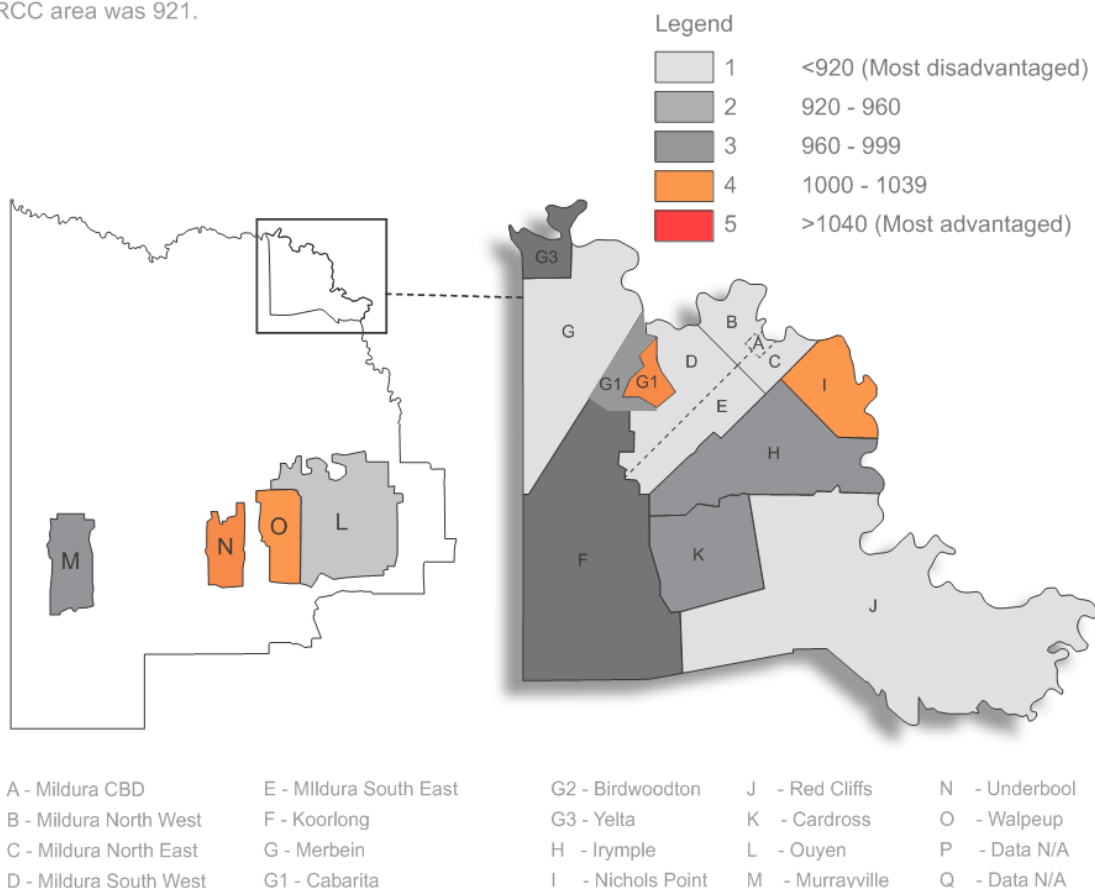 RCC area was 921.
Legend
1 <920 (Most disadvantaged)
2 920 - 960
3 960 - 999
4 1000 - 1039
5 >1040 (Most advantaged)
G3
G
B
A
D
C
G1
G1
I
E
H
L
O
N
M
F
K
J
A - Mildura CBD E - MIldura South East G2 - Birdwoodton J - Red Cliffs N - Underbool
B - Mildura North West F - Koorlong G3 - Yelta K - Cardross O - Walpeup
C - Mildura North East G - Merbein H - Irymple L - Ouyen P - Data N/A
D - Mildura South West G1 - Cabarita I - Nichols Point M - Murrayville Q - Data N/A